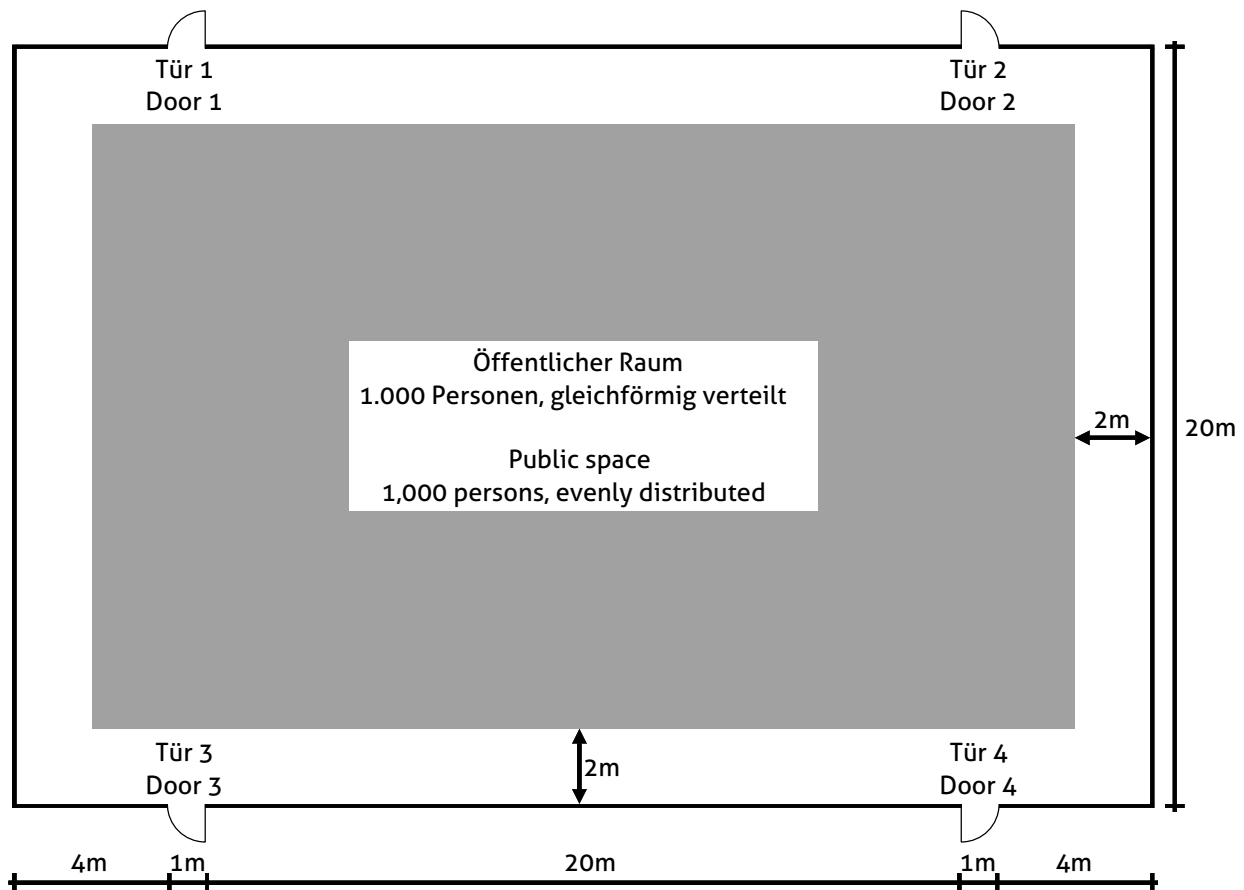 Tür 1
Door 1
Tür 2
Door 2
Öffentlicher Raum
1.000 Personen, gleichförmig verteilt
Public space
1,000 persons, evenly distributed
2m
20m
Tür 3
Door 3
2m
Tür 4
Door 4
4m
1m
20m
1m
4m